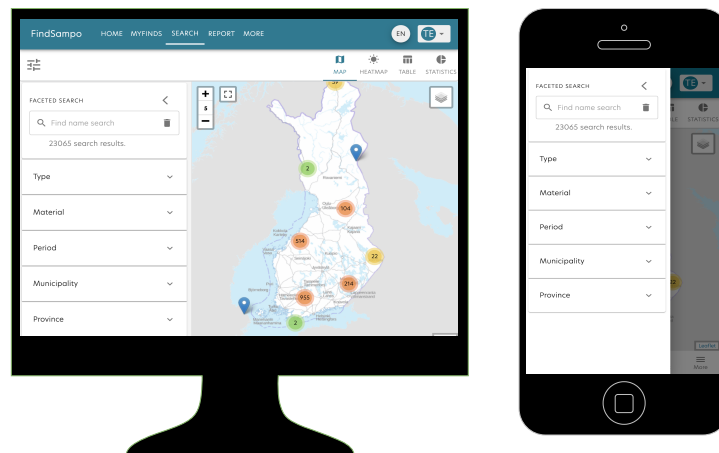 FindSampo HOME MYFINDS SEARCH REPORT MORE EN TE
MAP HEATMAP TABLE STATISTICS
FACETED SEARCH
Find name search
23065 search results.
Type
Material
Period
Municipality
Province
+
5
−
2
104
514
22
214
955
2
TE
STATISTICS
FACETED SEARCH
Find name search
23065 search results.
Type
Material
Period
Municipality
Province
Leaflet
More